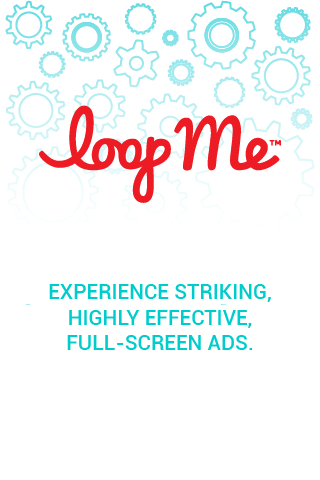 loop Me™
EXPERIENCE STRIKING,
HIGHLY EFFECTIVE,
FULL-SCREEN ADS.